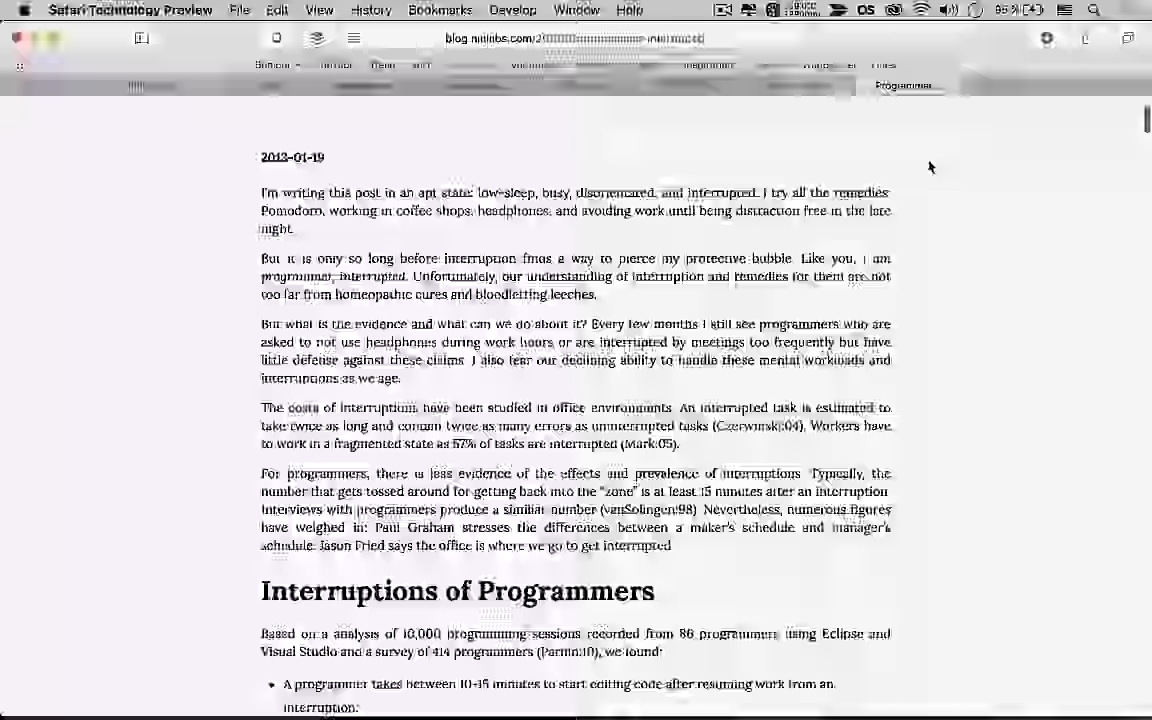 Safari Technology Preview File Edit View History Bookmarks Develop Window Help
Programmer
2013-01-19
I'm writing this post in an apt state: low-sleep, busy, disorientated, and interrupted. I try all the remedies:
Pomodoro, working in coffee shops, headphones, and avoiding work until being distraction free in the late
night.
But it is only so long before interruption finds a way to pierce my protective bubble. Like you, I am
programmer, interrupted. Unfortunately, our understanding of interruption and remedies for them are not
too far from homeopathic cures and bloodletting leeches.
But what is the evidence and what can we do about it? Every few months I still see programmers who are
asked to not use headphones during work hours or are interrupted by meetings too frequently but have
little defense against these claims. I also fear our declining ability to handle these mental workloads and
interruptions as we age.
The costs of interruptions have been studied in office environments. An interrupted task is estimated to
take twice as long and contain twice as many errors as uninterrupted tasks (Czerwinski:04). Workers have
to work in a fragmented state as 57% of tasks are interrupted (Mark:05).
For programmers, there is less evidence of the effects and prevalence of interruptions. Typically, the
number that gets tossed around for getting back into the "zone" is at least 15 minutes after an interruption.
Interviews with programmers produce a similiar number (vanSolingen:98). Nevertheless, numerous figures
have weighed in: Paul Graham stresses the differences between a maker's schedule and manager's
schedule. Jason Fried says the office is where we go to get interrupted.
Interruptions of Programmers
Based on a analysis of 10,000 programming sessions recorded from 86 programmers using Eclipse and
Visual Studio and a survey of 414 programmers (Parnin:10), we found:
• A programmer takes between 10-15 minutes to start editing code after resuming work from an
interruption.